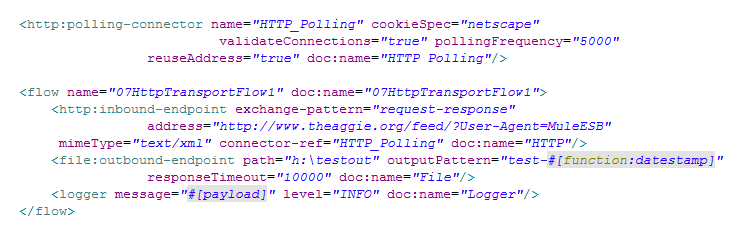 <http:polling-connector name="HTTP_Polling" cookieSpec="netscape"
validateConnections="true" pollingFrequency="5000"
reuseAddress="true" doc:name="HTTP Polling"/>
<flow name="07HttpTransportFlow1" doc:name="07HttpTransportFlow1">
<http:inbound-endpoint exchange-pattern="request-response"
address="http://www.theaggie.org/feed/?User-Agent=MuleESB"
mimeType="text/xml" connector-ref="HTTP_Polling" doc:name="HTTP"/>
<file:outbound-endpoint path="h:\testout" outputPattern="test-#[function:datestamp]"
responseTimeout="10000" doc:name="File"/>
<logger message="#[payload]" level="INFO" doc:name="Logger"/>
</flow>